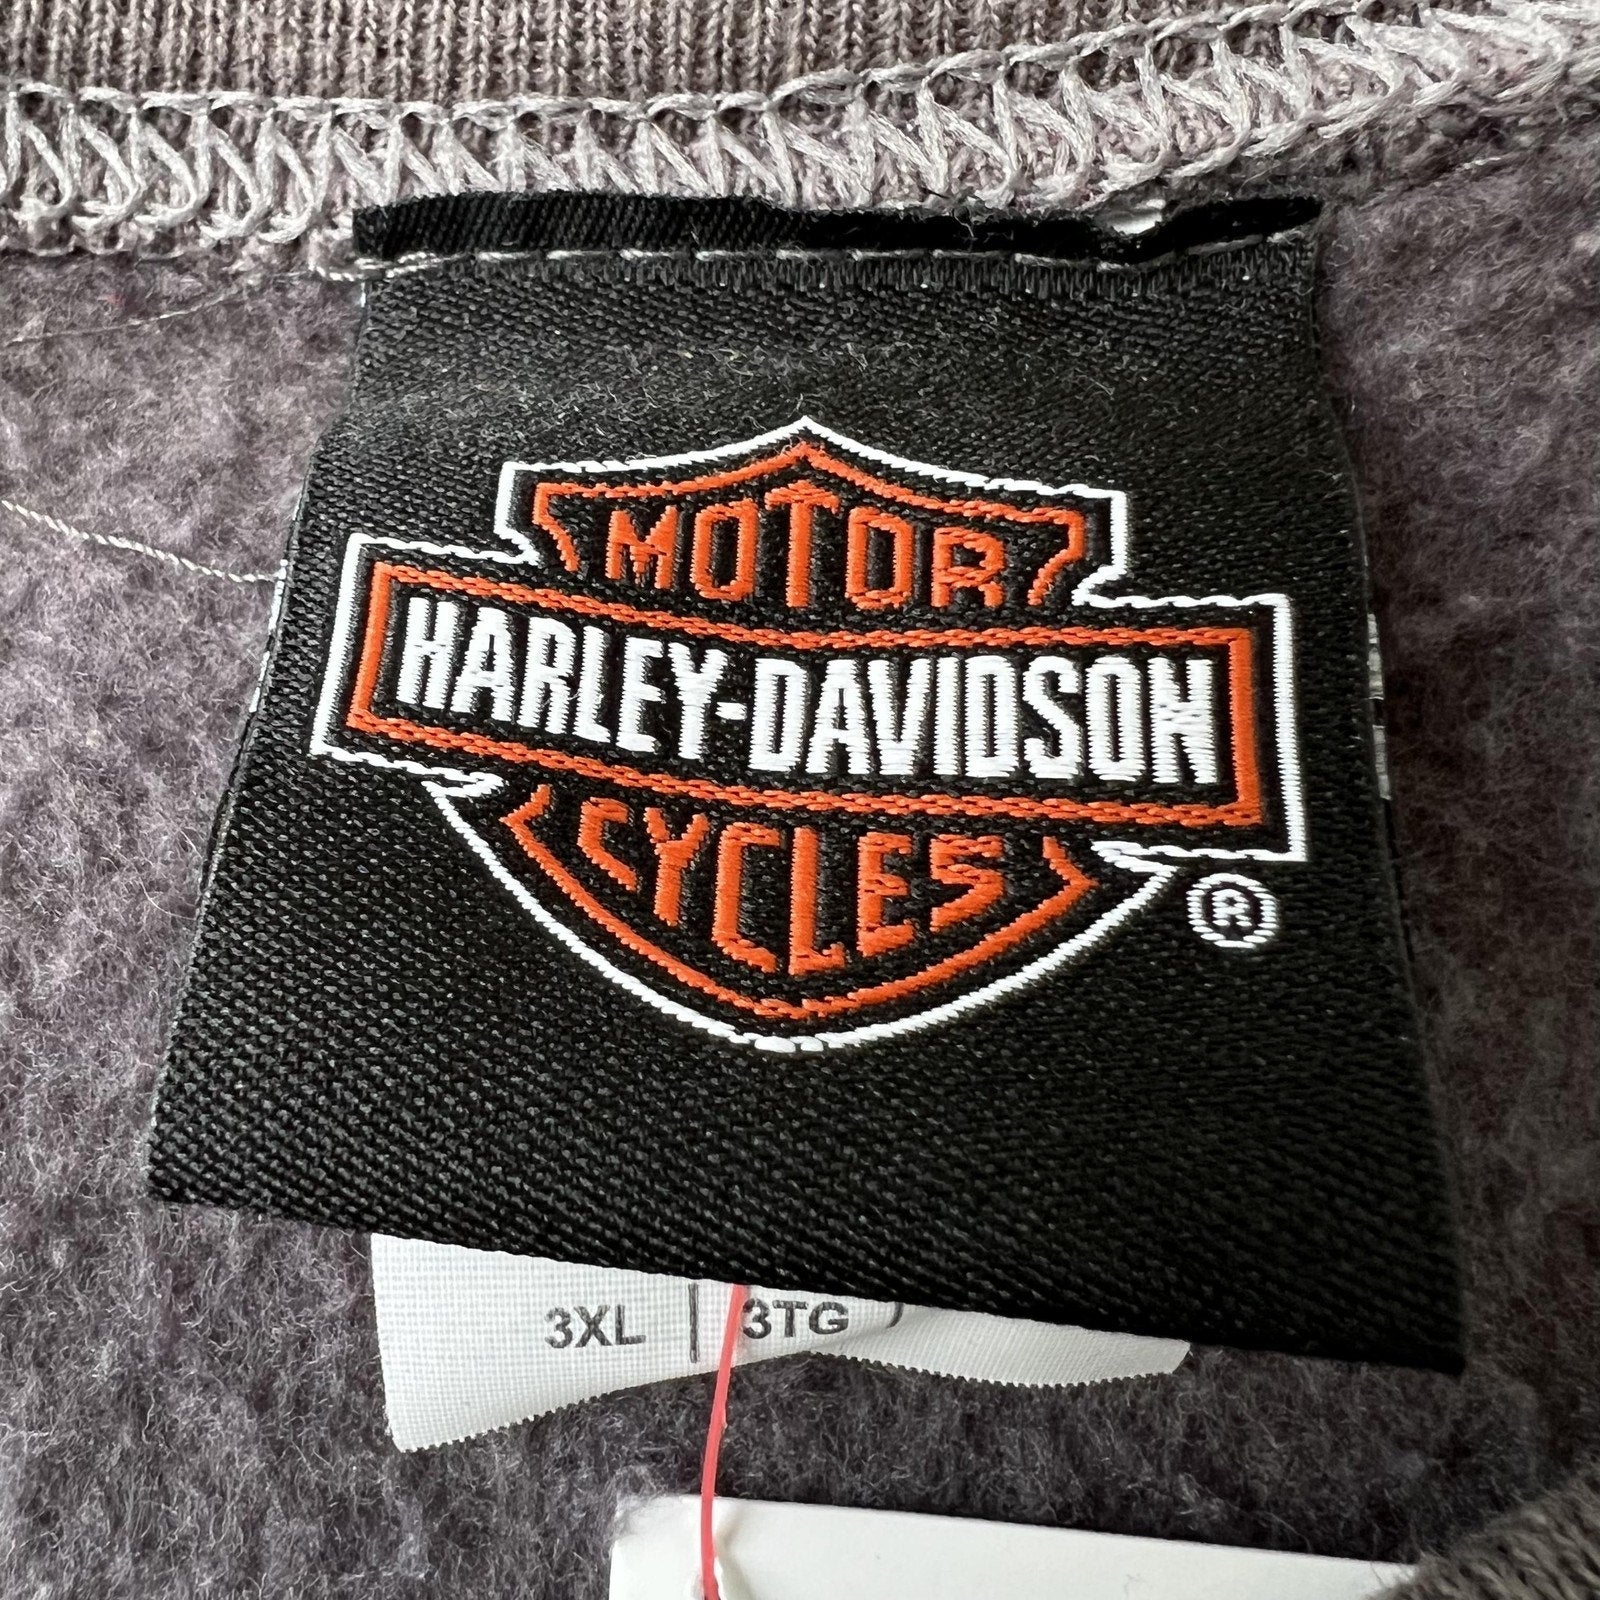 MOTOR
HARLEY-DAVIDSON
CYCLES
®
3XL | 3TG